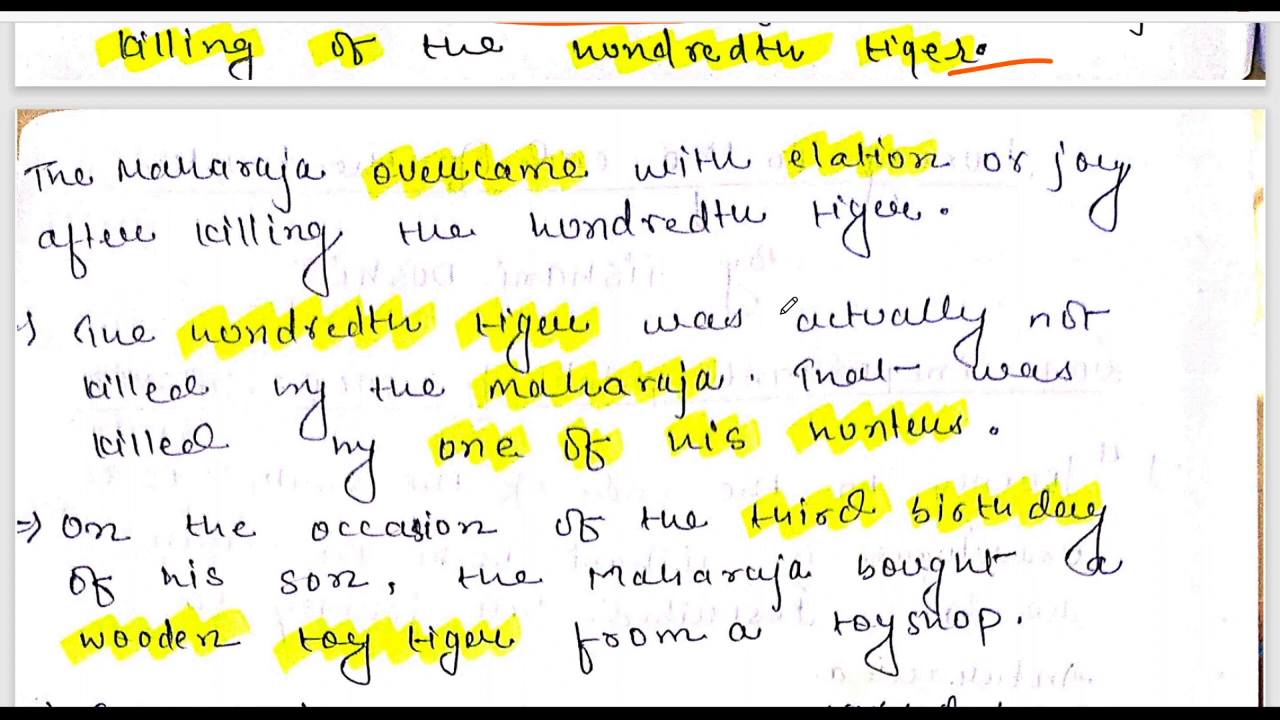 killing of the hundredth tiger.
The Maharaja overcame with elation or joy
after killing the hundredth tiger.
The hundredth tiger was actually not
killed by the maharaja. That was
killed by one of his hunters.
=> On the occasion of the third birthday
of his son, the Maharaja bought a
wooden toy tiger from a toyshop.